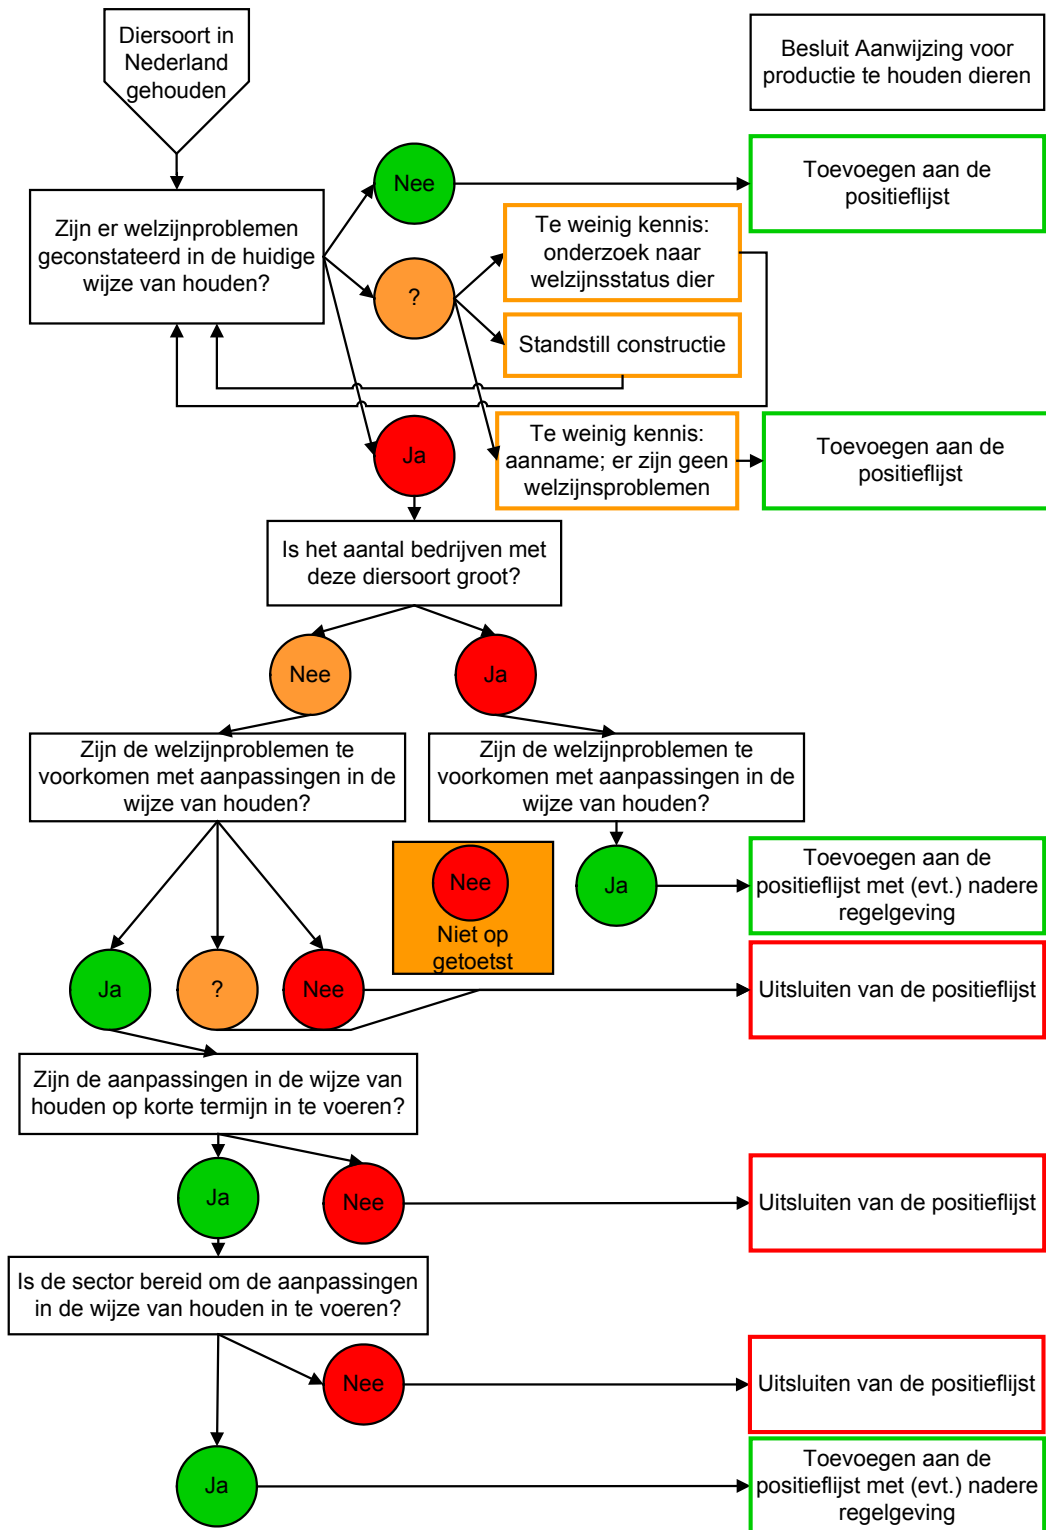 Diersoort in
Nederland
gehouden
Besluit Aanwijzing voor
productie te houden dieren
Nee
Toevoegen aan de
positieflijst
Zijn er welzijnproblemen
geconstateerd in de huidige
wijze van houden?
Te weinig kennis:
onderzoek naar
welzijnsstatus dier
?
Standstill constructie
Ja
Te weinig kennis:
aanname; er zijn geen
welzijnsproblemen
Toevoegen aan de
positieflijst
Is het aantal bedrijven met
deze diersoort groot?
Nee
Ja
Zijn de welzijnproblemen te
voorkomen met aanpassingen in de
wijze van houden?
Zijn de welzijnproblemen te
voorkomen met aanpassingen in de
wijze van houden?
Nee
Niet op
getoetst
Ja
Toevoegen aan de
positieflijst met (evt.) nadere
regelgeving
Ja
?
Nee
Uitsluiten van de positieflijst
Zijn de aanpassingen in de wijze van
houden op korte termijn in te voeren?
Ja
Nee
Uitsluiten van de positieflijst
Is de sector bereid om de aanpassingen
in de wijze van houden in te voeren?
Nee
Uitsluiten van de positieflijst
Ja
Toevoegen aan de
positieflijst met (evt.) nadere
regelgeving